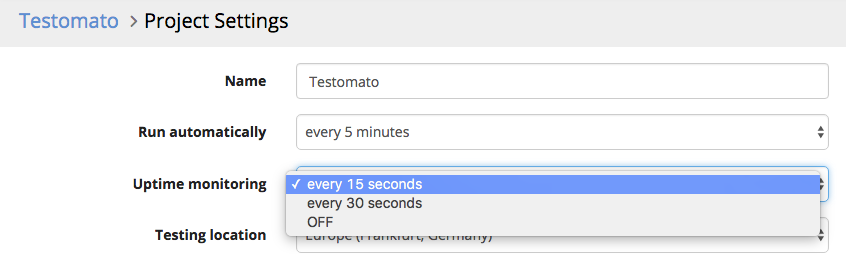 Testomato > Project Settings
Name Testomato
Run automatically every 5 minutes
Uptime monitoring ✓ every 15 seconds
every 30 seconds
OFF
Testing location Europe (Frankfurt, Germany)